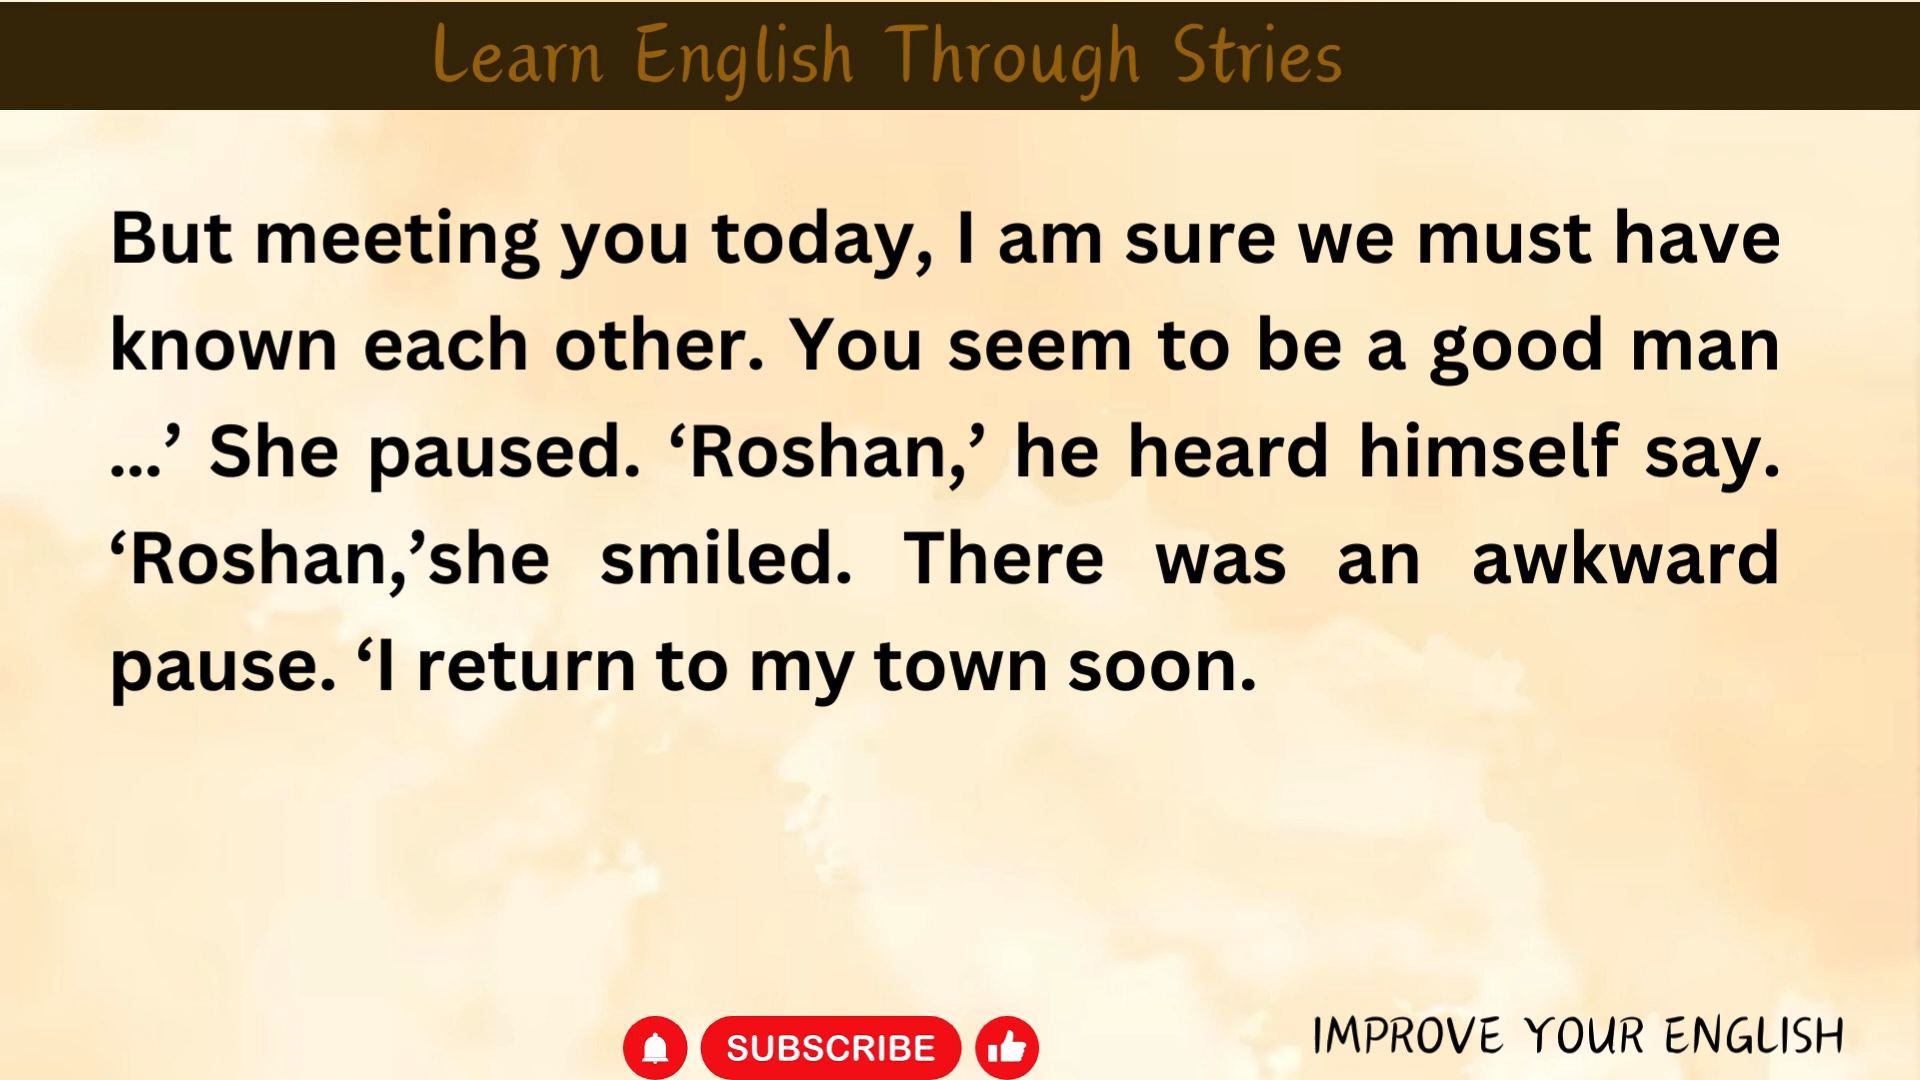 Learn English Through Stries
But meeting you today, I am sure we must have
known each other. You seem to be a good man
...’ She paused. ‘Roshan,’ he heard himself say.
‘Roshan,’she smiled. There was an awkward
pause. ‘I return to my town soon.
SUBSCRIBE
IMPROVE YOUR ENGLISH